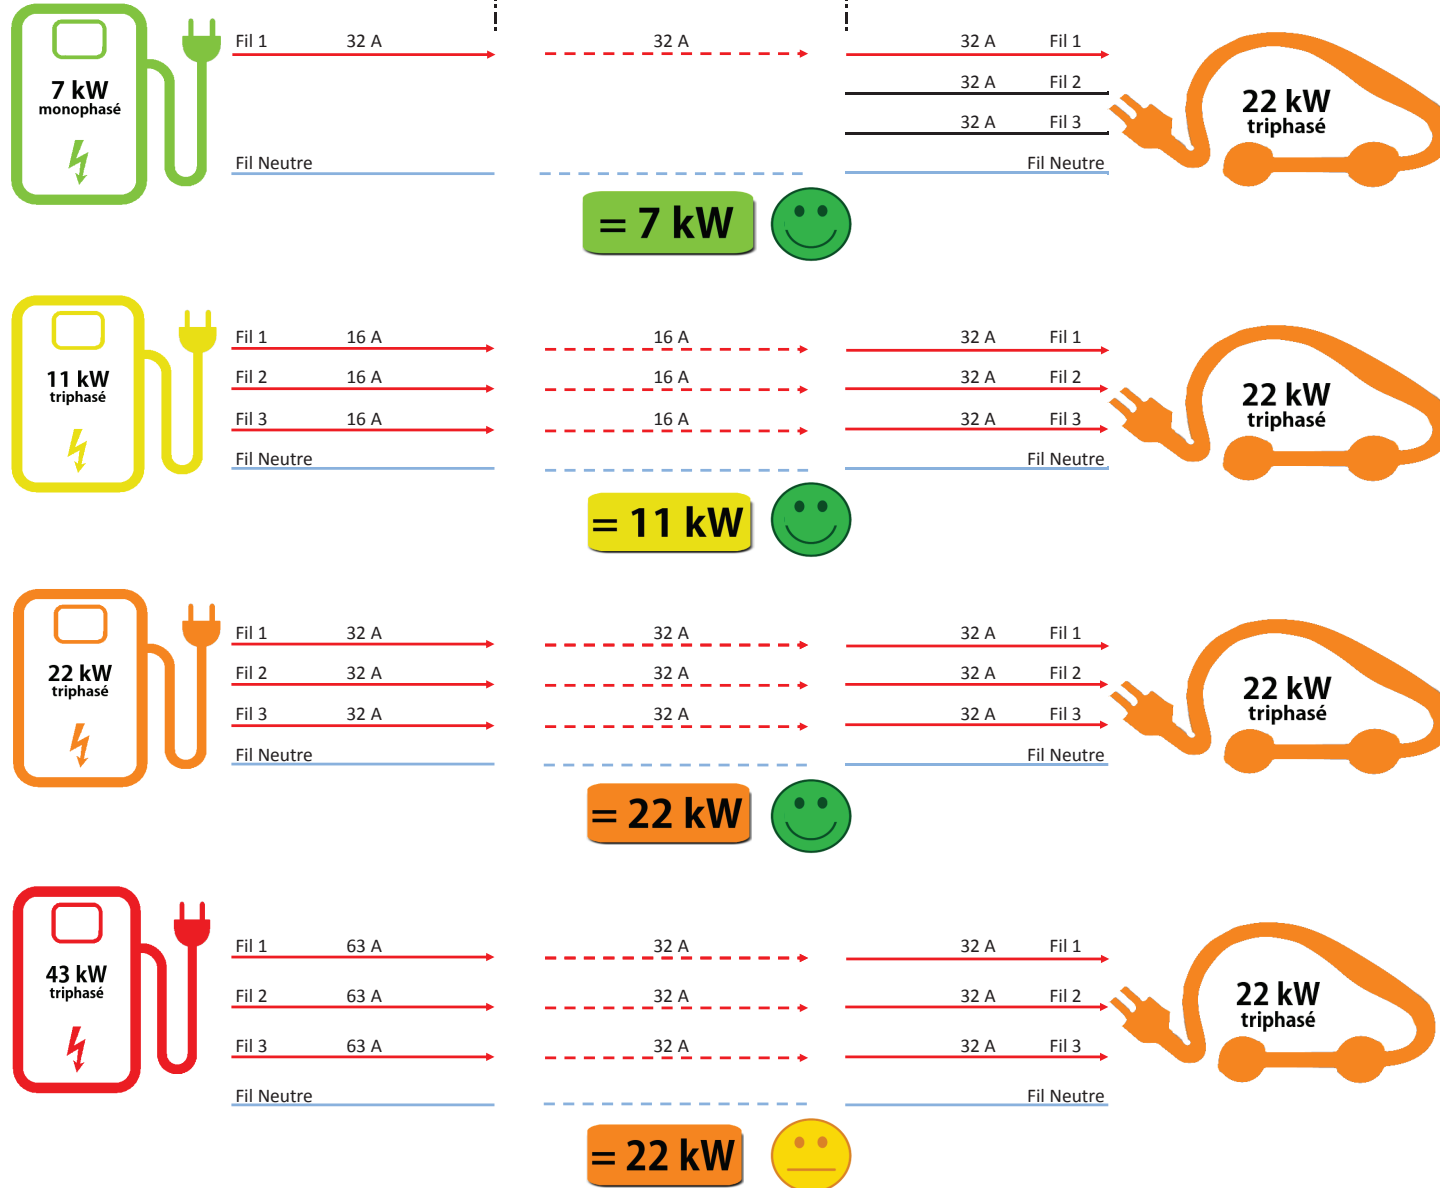 Fil 1 32 A 32 A 32 A Fil 1
7 kW
monophasé
32 A Fil 2
22 kW
triphasé
32 A Fil 3
Fil Neutre Fil Neutre
= 7 kW
Fil 1 16 A 16 A 32 A Fil 1
11 kW
triphasé
Fil 2 16 A 16 A 32 A Fil 2
22 kW
triphasé
Fil 3 16 A 16 A 32 A Fil 3
Fil Neutre Fil Neutre
= 11 kW
Fil 1 32 A 32 A 32 A Fil 1
22 kW
triphasé
Fil 2 32 A 32 A 32 A Fil 2
22 kW
triphasé
Fil 3 32 A 32 A 32 A Fil 3
Fil Neutre Fil Neutre
= 22 kW
Fil 1 63 A 32 A 32 A Fil 1
43 kW
triphasé
Fil 2 63 A 32 A 32 A Fil 2
22 kW
triphasé
Fil 3 63 A 32 A 32 A Fil 3
Fil Neutre Fil Neutre
= 22 kW